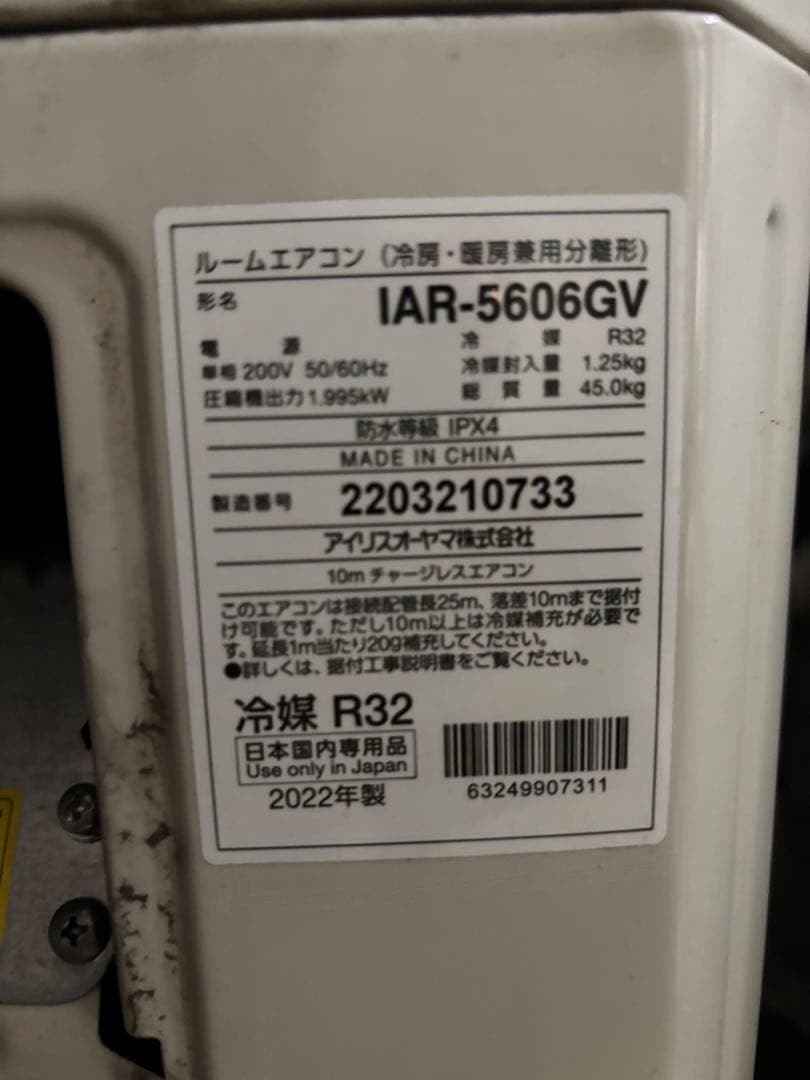 ルームエアコン（冷房・暖房兼用分離形）
形名 IAR-5606GV
電源 冷媒 R32
単相 200V 50/60Hz 冷媒封入量 1.25kg
圧縮機出力 1.995kW 総質量 45.0kg
防水等級 IPX4
MADE IN CHINA
製造番号 2203210733
アイリスオーヤマ株式会社
10mチャージレスエアコン
このエアコンは接続配管長25m、落差10mまで据付
け可能です。ただし10m以上は冷媒補充が必要で
す。延長1m当たり20g補充してください。
●詳しくは、据付工事説明書をご覧ください。
冷媒 R32
日本国内専用品
Use only in Japan
2022年製
63249907311